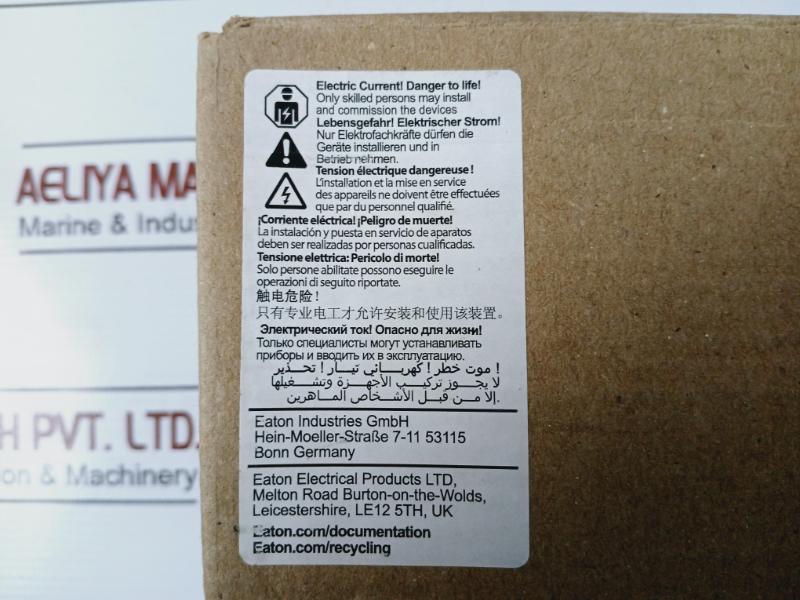 AELIYA MA
Marine & Indus
H PVT. LTD.
on & Machinery
Electric Current! Danger to life!
Only skilled persons may install
and commission the devices
Lebensgefahr! Elektrischer Strom!
Nur Elektrofachkräfte dürfen die
Geräte installieren und in
Betrieb nehmen.
Tension électrique dangereuse !
L'installation et la mise en service
des appareils ne doivent être effectuées
que par du personnel qualifié.
¡Corriente eléctrica! ¡Peligro de muerte!
La instalación y puesta en servicio de aparatos
deben ser realizadas por personas cualificadas.
Tensione elettrica: Pericolo di morte!
Solo persone abilitate possono eseguire le
operazioni di seguito riportate.
触电危险！
只有专业电工才允许安装和使用该装置。
Электрический ток! Опасно для жизни!
Только специалисты могут устанавливать
приборы и вводить их в эксплуатацию.
موت خطر! كهربائي تيار! تحذير !
لا يجوز تركيب الأجهزة وتشغيلها
إلا من قبل الأشخاص الماهرين.
Eaton Industries GmbH
Hein-Moeller-Straße 7-11 53115
Bonn Germany
Eaton Electrical Products LTD,
Melton Road Burton-on-the-Wolds,
Leicestershire, LE12 5TH, UK
Eaton.com/documentation
Eaton.com/recycling